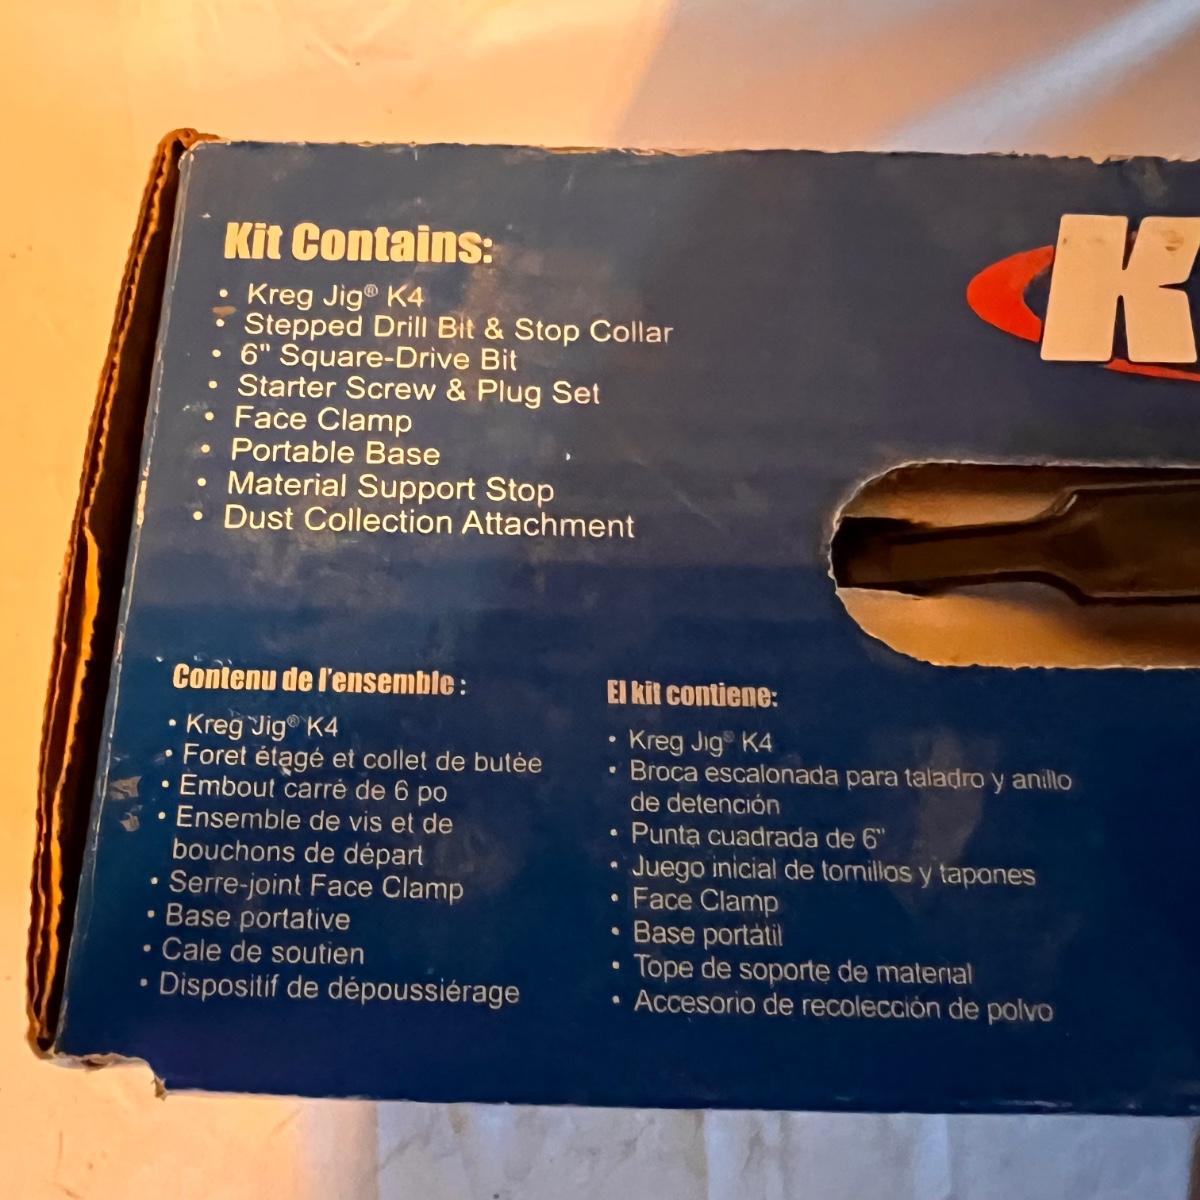 Kit Contains:
• Kreg Jig® K4
• Stepped Drill Bit & Stop Collar
• 6" Square-Drive Bit
• Starter Screw & Plug Set
• Face Clamp
• Portable Base
• Material Support Stop
• Dust Collection Attachment
K
Contenu de l'ensemble :
• Kreg Jig® K4
• Foret étagé et collet de butée
• Embout carré de 6 po
• Ensemble de vis et de
bouchons de départ
• Serre-joint Face Clamp
• Base portative
• Cale de soutien
• Dispositif de dépoussiérage
El kit contiene:
• Kreg Jig® K4
• Broca escalonada para taladro y anillo
de detención
• Punta cuadrada de 6"
• Juego inicial de tornillos y tapones
• Face Clamp
• Base portátil
• Tope de soporte de material
• Accesorio de recolección de polvo